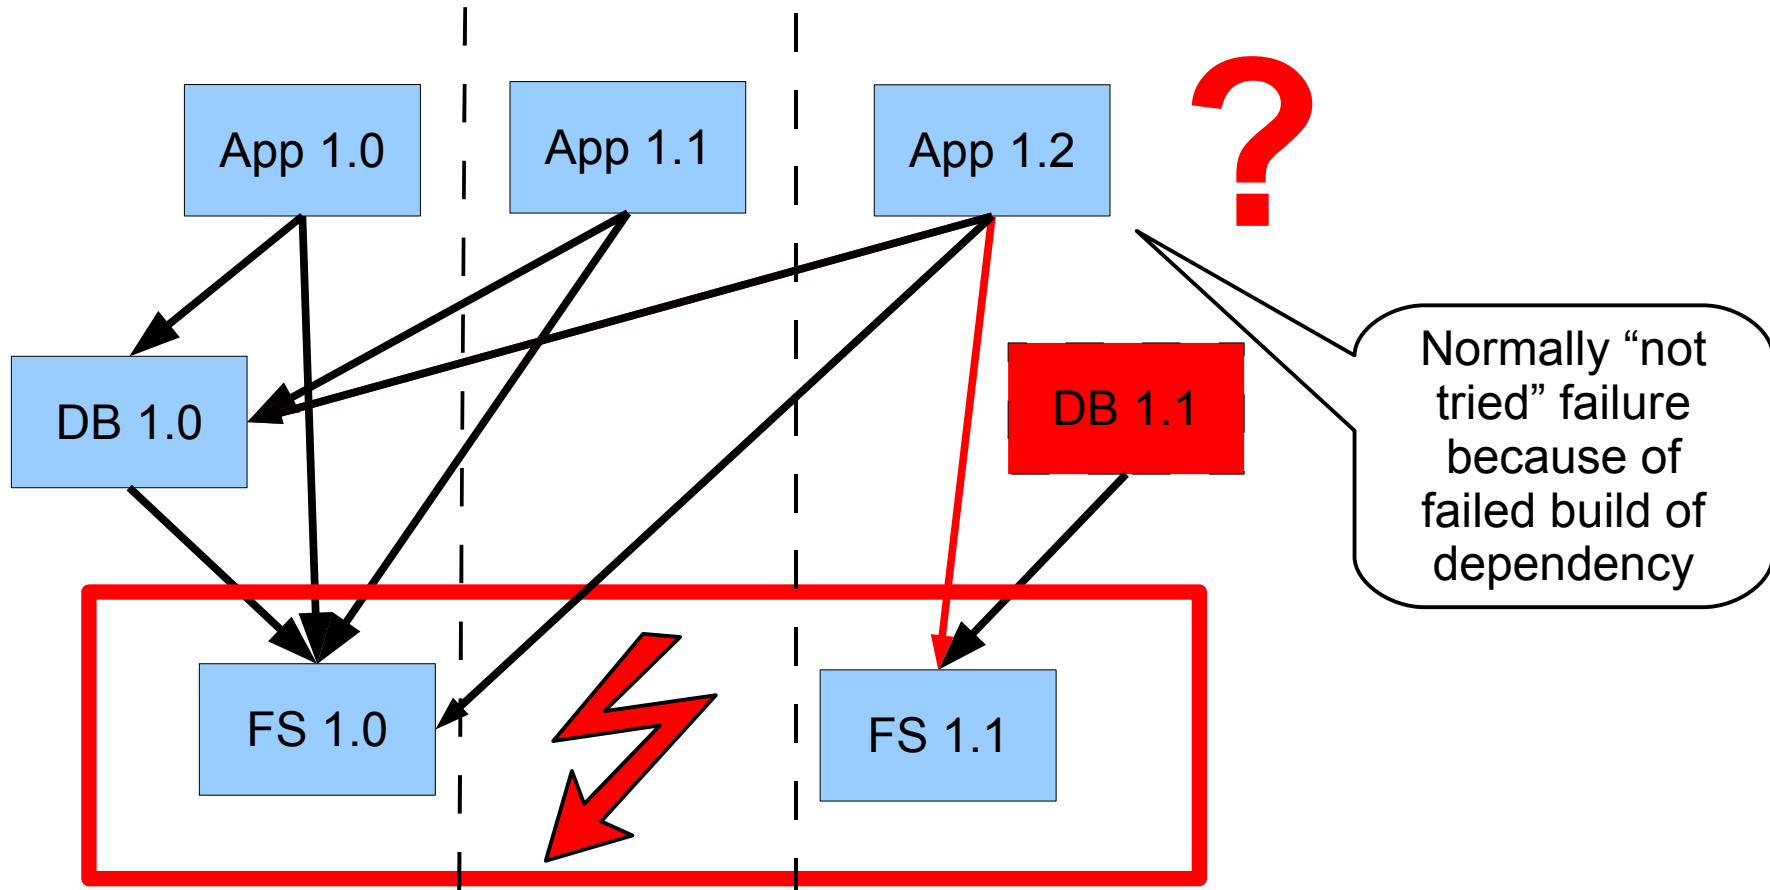 App 1.0
App 1.1
App 1.2
?
DB 1.0
DB 1.1
Normally “not
tried” failure
because of
failed build of
dependency
FS 1.0
FS 1.1